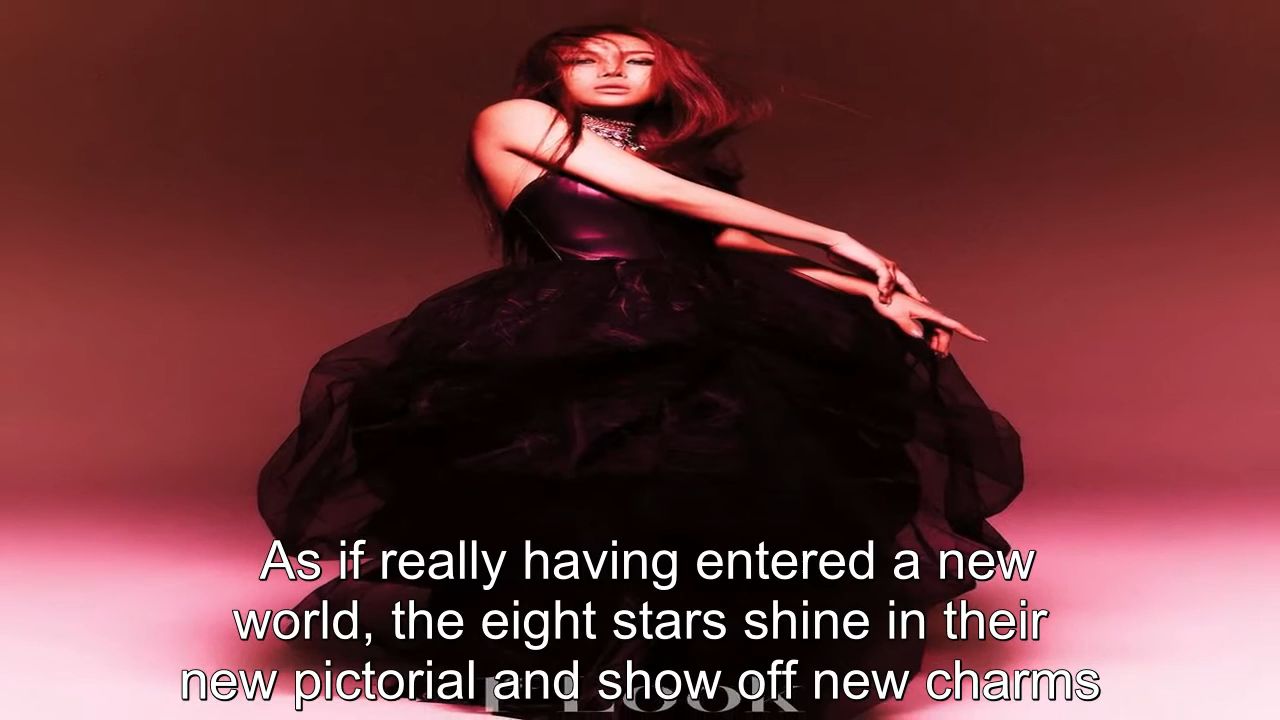 As if really having entered a new
world, the eight stars shine in their
new pictorial and show off new charms
Look